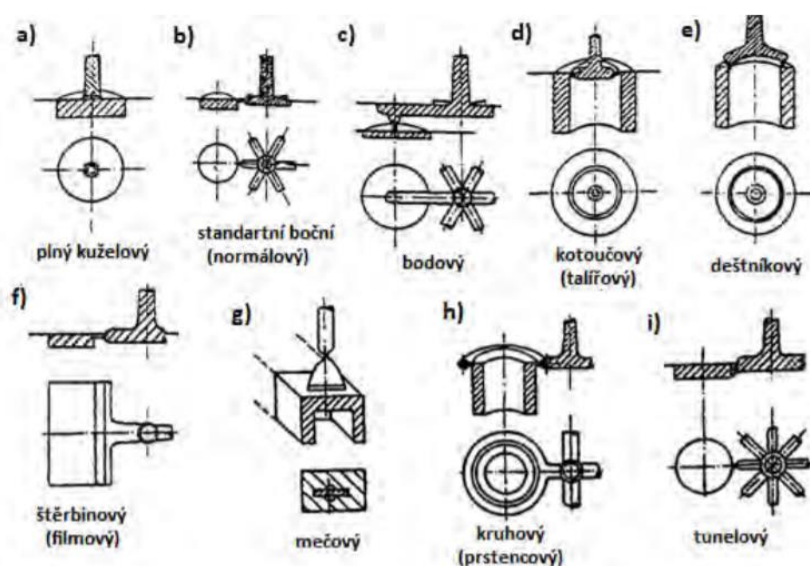 a)
b)
c)
d)
e)
plný kuželový
standartní boční
(normálový)
bodový
kotoučový
(talířový)
deštníkový
f)
g)
h)
i)
štěrbinový
(filmový)
mečový
kruhový
(prstencový)
tunelový